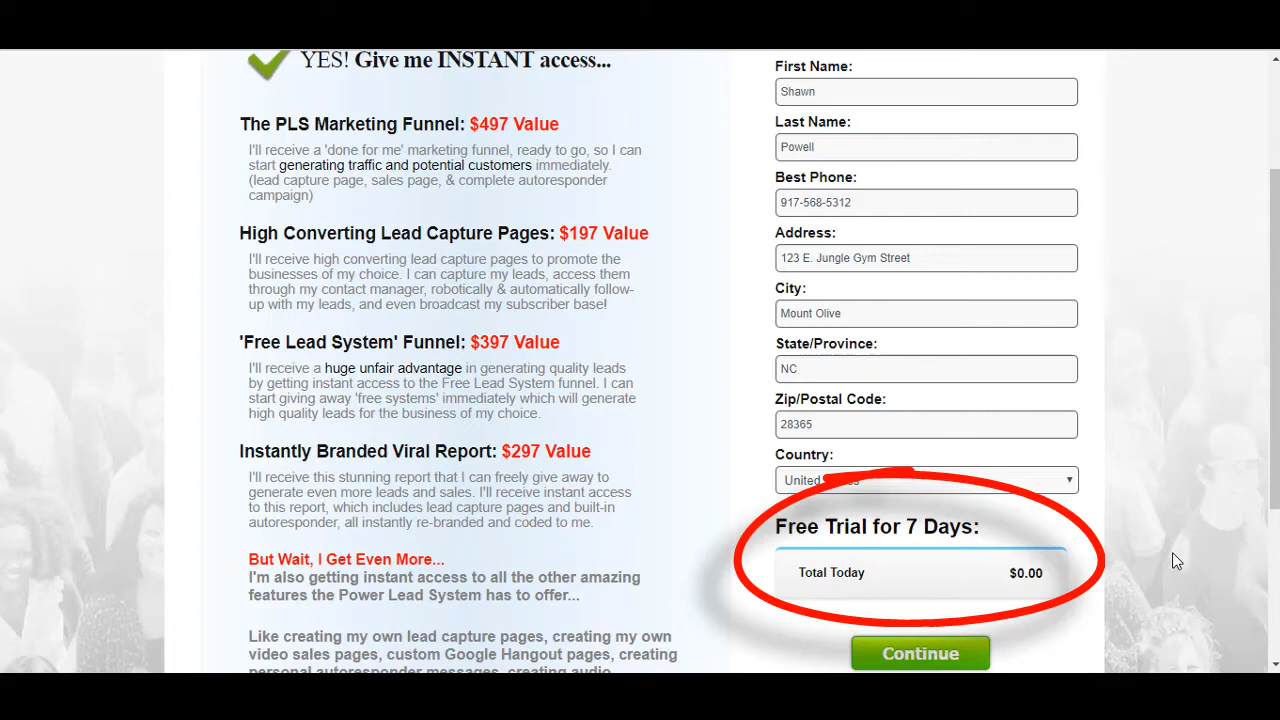 YES! Give me INSTANT access...
The PLS Marketing Funnel: $497 Value
I'll receive a 'done for me' marketing funnel, ready to go, so I can
start generating traffic and potential customers immediately.
(lead capture page, sales page, & complete autoresponder
campaign)
High Converting Lead Capture Pages: $197 Value
I'll receive high converting lead capture pages to promote the
businesses of my choice. I can capture my leads, access them
through my contact manager, robotically & automatically follow-
up with my leads, and even broadcast my subscriber base!
'Free Lead System' Funnel: $397 Value
I'll receive a huge unfair advantage in generating quality leads
by getting instant access to the Free Lead System funnel. I can
start giving away 'free systems' immediately which will generate
high quality leads for the business of my choice.
Instantly Branded Viral Report: $297 Value
I'll receive this stunning report that I can freely give away to
generate even more leads and sales. I'll receive instant access
to this report, which includes lead capture pages and built-in
autoresponder, all instantly re-branded and coded to me.
But Wait, I Get Even More...
I'm also getting instant access to all the other amazing
features the Power Lead System has to offer...
Like creating my own lead capture pages, creating my own
video sales pages, custom Google Hangout pages, creating
personal autoresponder messages, creating audio
First Name:
Shawn
Last Name:
Powell
Best Phone:
917-568-5312
Address:
123 E. Jungle Gym Street
City:
Mount Olive
State/Province:
NC
Zip/Postal Code:
28365
Country:
United
Free Trial for 7 Days:
Total Today $0.00
Continue